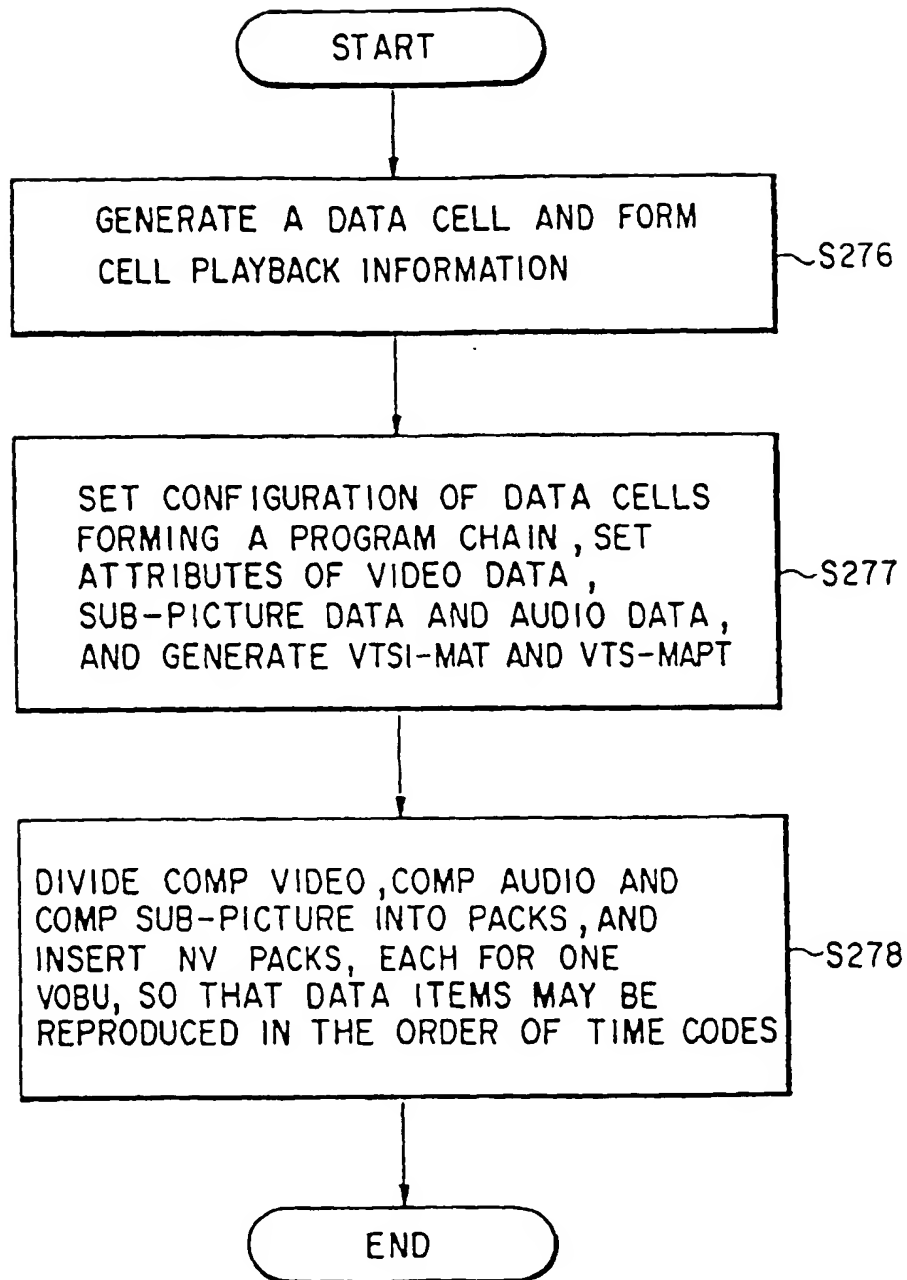 START
GENERATE A DATA CELL AND FORM
CELL PLAYBACK INFORMATION
S276
SET CONFIGURATION OF DATA CELLS
FORMING A PROGRAM CHAIN, SET
ATTRIBUTES OF VIDEO DATA,
SUB-PICTURE DATA AND AUDIO DATA,
AND GENERATE VTSI-MAT AND VTS-MAPT
S277
DIVIDE COMP VIDEO, COMP AUDIO AND
COMP SUB-PICTURE INTO PACKS, AND
INSERT NV PACKS, EACH FOR ONE
VOBU, SO THAT DATA ITEMS MAY BE
REPRODUCED IN THE ORDER OF TIME CODES
S278
END